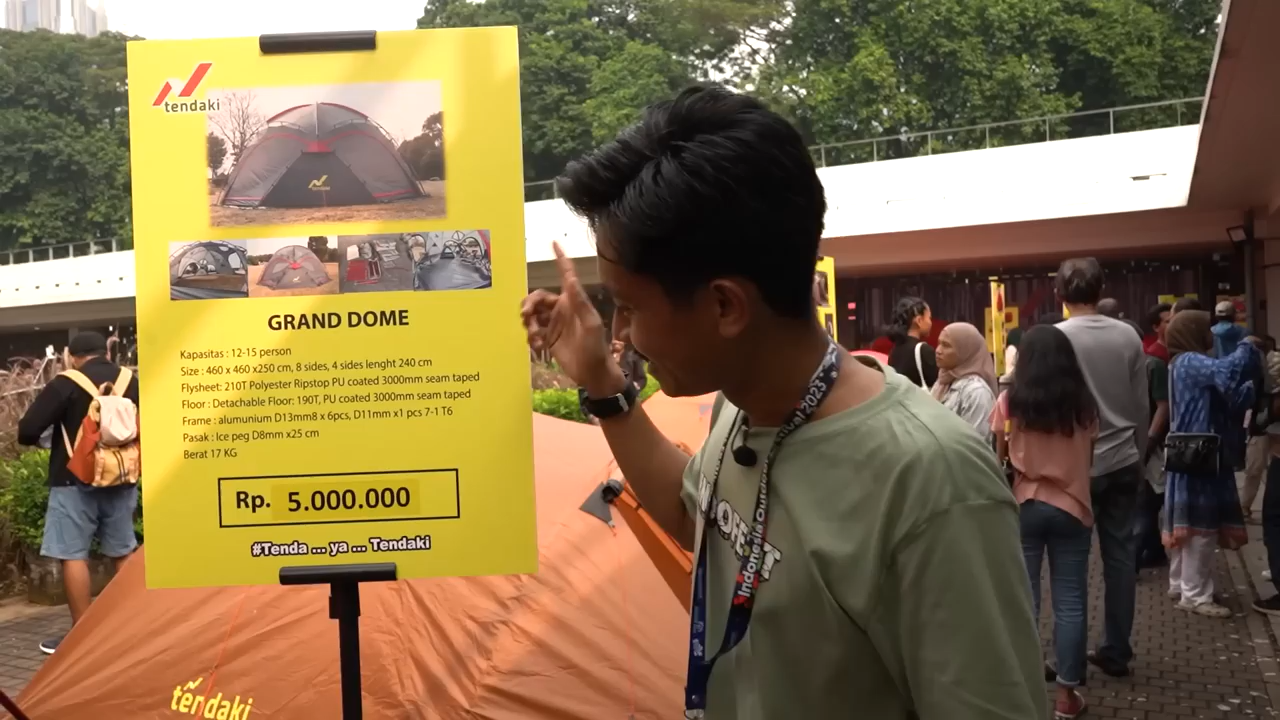 tendaki
tendaki
GRAND DOME
Kapasitas : 12-15 person
Size : 460 x 460 x250 cm, 8 sides, 4 sides lenght 240 cm
Flysheet: 210T Polyester Ripstop PU coated 3000mm seam taped
Floor : Detachable Floor: 190T, PU coated 3000mm seam taped
Frame : alumunium D13mm8 x 6pcs, D11mm x1 pcs 7-1 T6
Pasak : Ice peg D8mm x25 cm
Berat 17 KG
Rp. 5.000.000
#Tenda ... ya ... Tendaki
tendaki
Indonesia Outdoor
2023